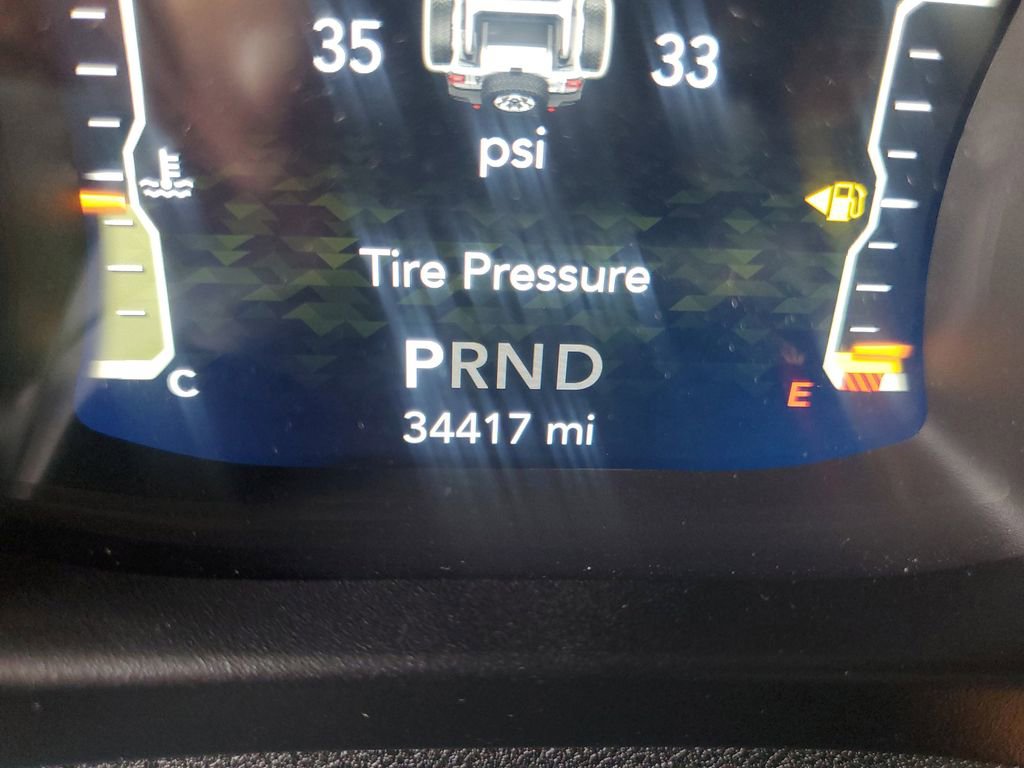 35 33
psi
Tire Pressure
PRND
C E
34417 mi